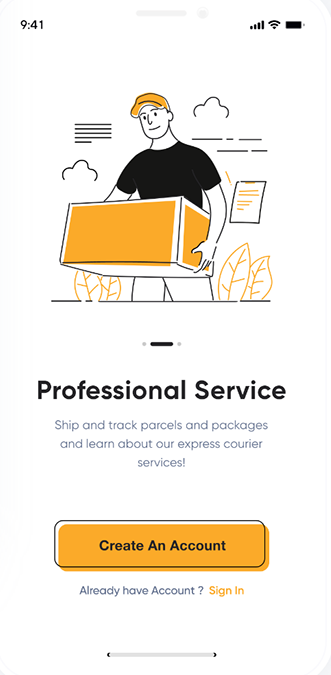 9:41
Professional Service
Ship and track parcels and packages
and learn about our express courier
services!
Create An Account
Already have Account ? Sign In